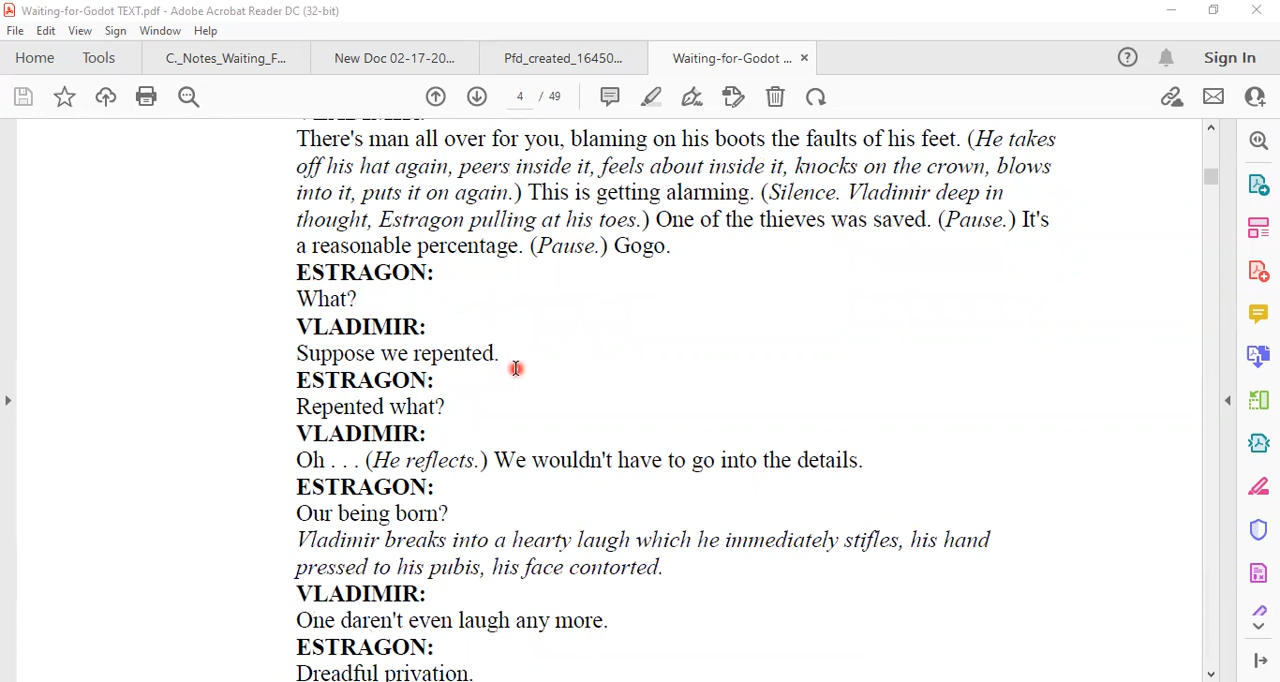 Waiting-for-Godot TEXT.pdf - Adobe Acrobat Reader DC (32-bit)
File Edit View Sign Window Help
Home Tools C._Notes_Waiting_F... New Doc 02-17-20... Pfd_created_16450... Waiting-for-Godot ... × Sign In
4 / 49
There's man all over for you, blaming on his boots the faults of his feet. (He takes
off his hat again, peers inside it, feels about inside it, knocks on the crown, blows
into it, puts it on again.) This is getting alarming. (Silence. Vladimir deep in
thought, Estragon pulling at his toes.) One of the thieves was saved. (Pause.) It's
a reasonable percentage. (Pause.) Gogo.
ESTRAGON:
What?
VLADIMIR:
Suppose we repented.
ESTRAGON:
Repented what?
VLADIMIR:
Oh . . . (He reflects.) We wouldn't have to go into the details.
ESTRAGON:
Our being born?
Vladimir breaks into a hearty laugh which he immediately stifles, his hand
pressed to his pubis, his face contorted.
VLADIMIR:
One daren't even laugh any more.
ESTRAGON:
Dreadful privation.